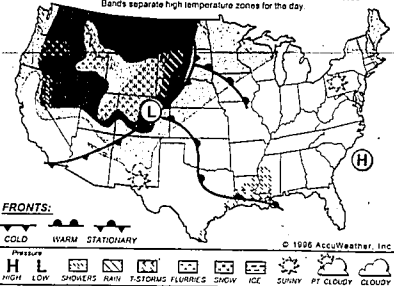 Bands separate high temperature zones for the day.
L
H
FRONTS:
COLD WARM STATIONARY
© 1996 AccuWeather, Inc
Pressure
H L
HIGH LOW SHOWERS RAIN T-STORMS FLURRIES SNOW ICE SUNNY PT CLOUDY CLOUDY